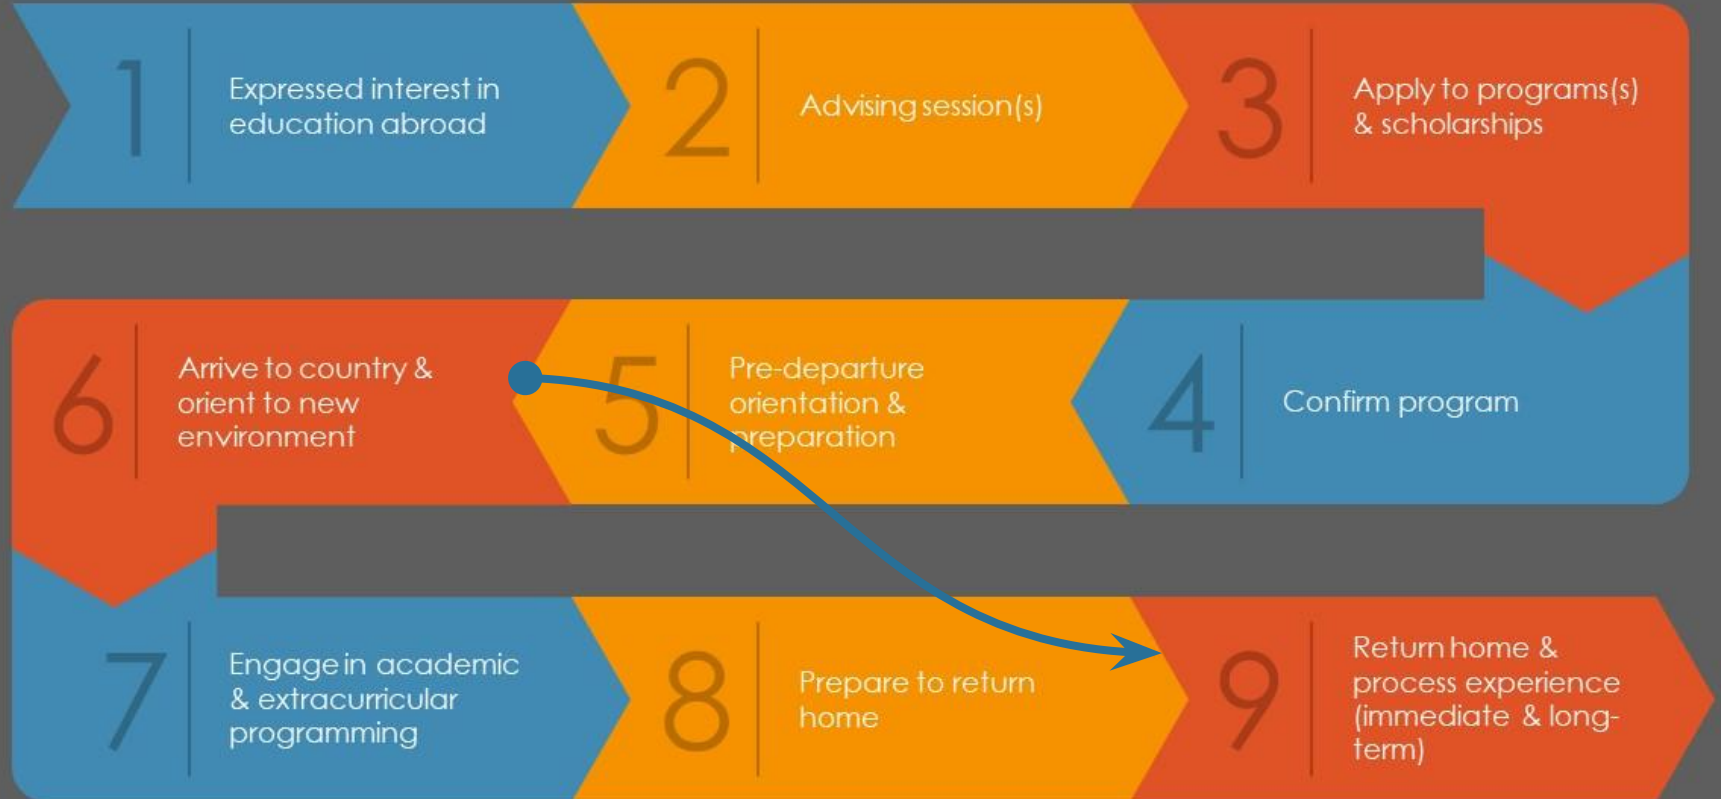 1
Expressed interest in
education abroad
2
Advising session(s)
3
Apply to programs(s)
& scholarships
4
Confirm program
5
Pre-departure
orientation &
preparation
6
Arrive to country &
orient to new
environment
7
Engage in academic
& extracurricular
programming
8
Prepare to return
home
9
Return home &
process experience
(immediate & long-
term)